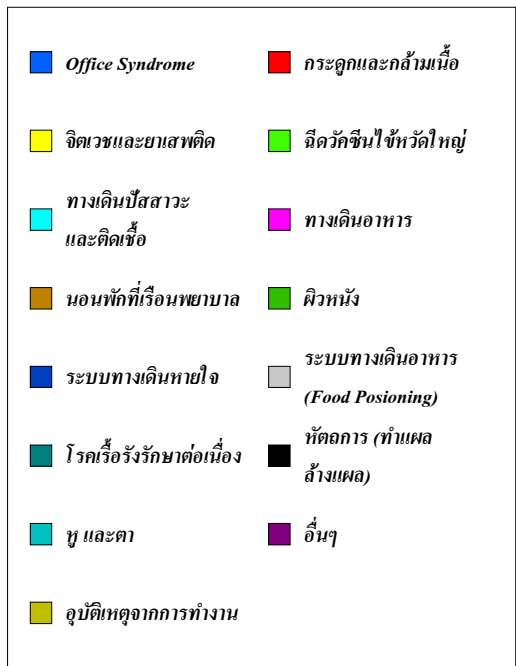 Office Syndrome
กระดูกและกล้ามเนื้อ
จิตเวชและยาเสพติด
ฉีดวัคซีนไข้หวัดใหญ่
ทางเดินปัสสาวะ
และติดเชื้อ
ทางเดินอาหาร
นอนพักที่เรือนพยาบาล
ผิวหนัง
ระบบทางเดินหายใจ
ระบบทางเดินอาหาร
(Food Posioning)
โรคเรื้อรังรักษาต่อเนื่อง
หัตถการ (ทำแผล
ล้างแผล)
หู และตา
อื่นๆ
อุบัติเหตุจากการทำงาน